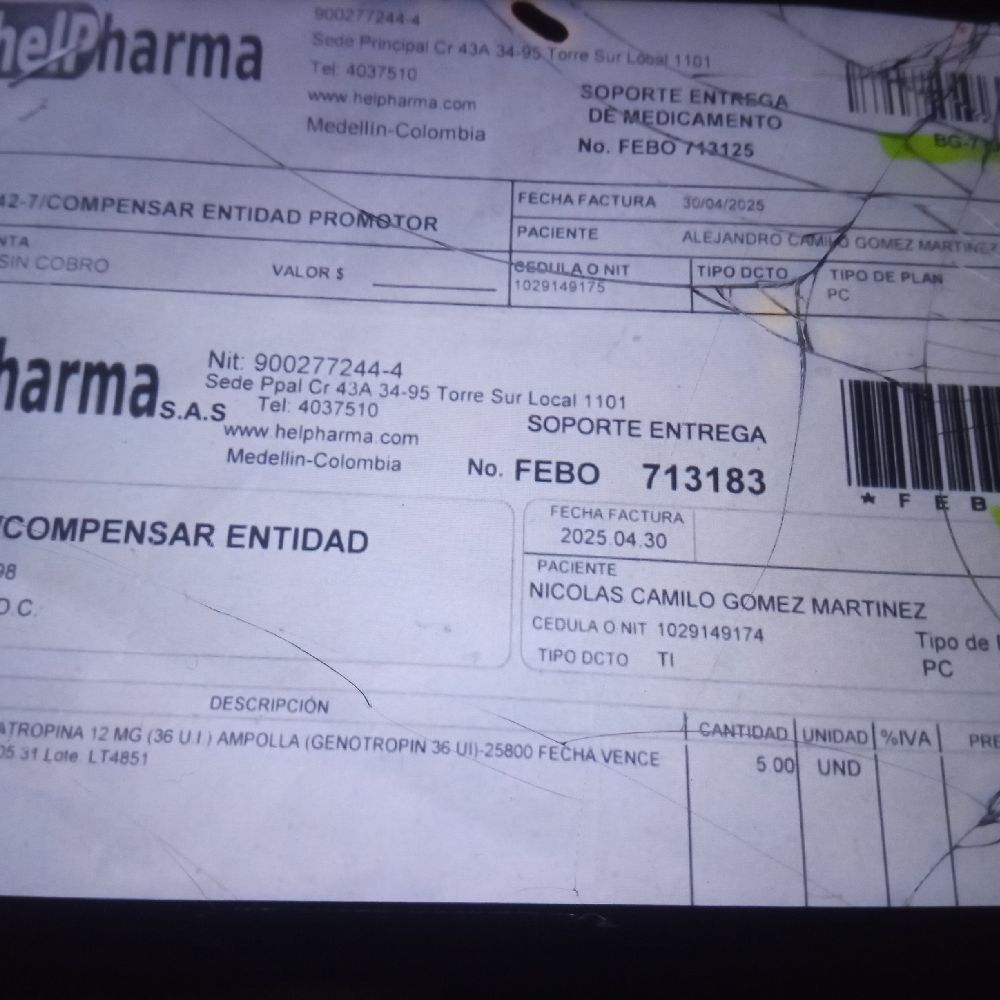 helPharma
900277244-4
Sede Principal Cr 43A 34-95 Torre Sur Local 1101
Tel: 4037510
www.helpharma.com
Medellin-Colombia
SOPORTE ENTREGA
DE MEDICAMENTO
No. FEBO 713125
42-7/COMPENSAR ENTIDAD PROMOTOR
FECHA FACTURA 30/04/2025
PACIENTE ALEJANDRO CAMILO GOMEZ MARTINEZ
SIN COBRO VALOR $
CEDULA O NIT
1029149175
TIPO DCTO
TIPO DE PLAN
PC
harma S.A.S
Nit: 900277244-4
Sede Ppal Cr 43A 34-95 Torre Sur Local 1101
Tel: 4037510
www.helpharma.com
Medellin-Colombia
SOPORTE ENTREGA
No. FEBO 713183
* F E B
/COMPENSAR ENTIDAD
98
D.C.
FECHA FACTURA
2025.04.30
PACIENTE
NICOLAS CAMILO GOMEZ MARTINEZ
CEDULA O NIT 1029149174
TIPO DCTO TI
Tipo de
PC
DESCRIPCIÓN CANTIDAD UNIDAD %IVA PRE
ATROPINA 12 MG (36 U.I.) AMPOLLA (GENOTROPIN 36 UI)-25800 FECHA VENCE 5.00 UND
05 31 Lote LT4851